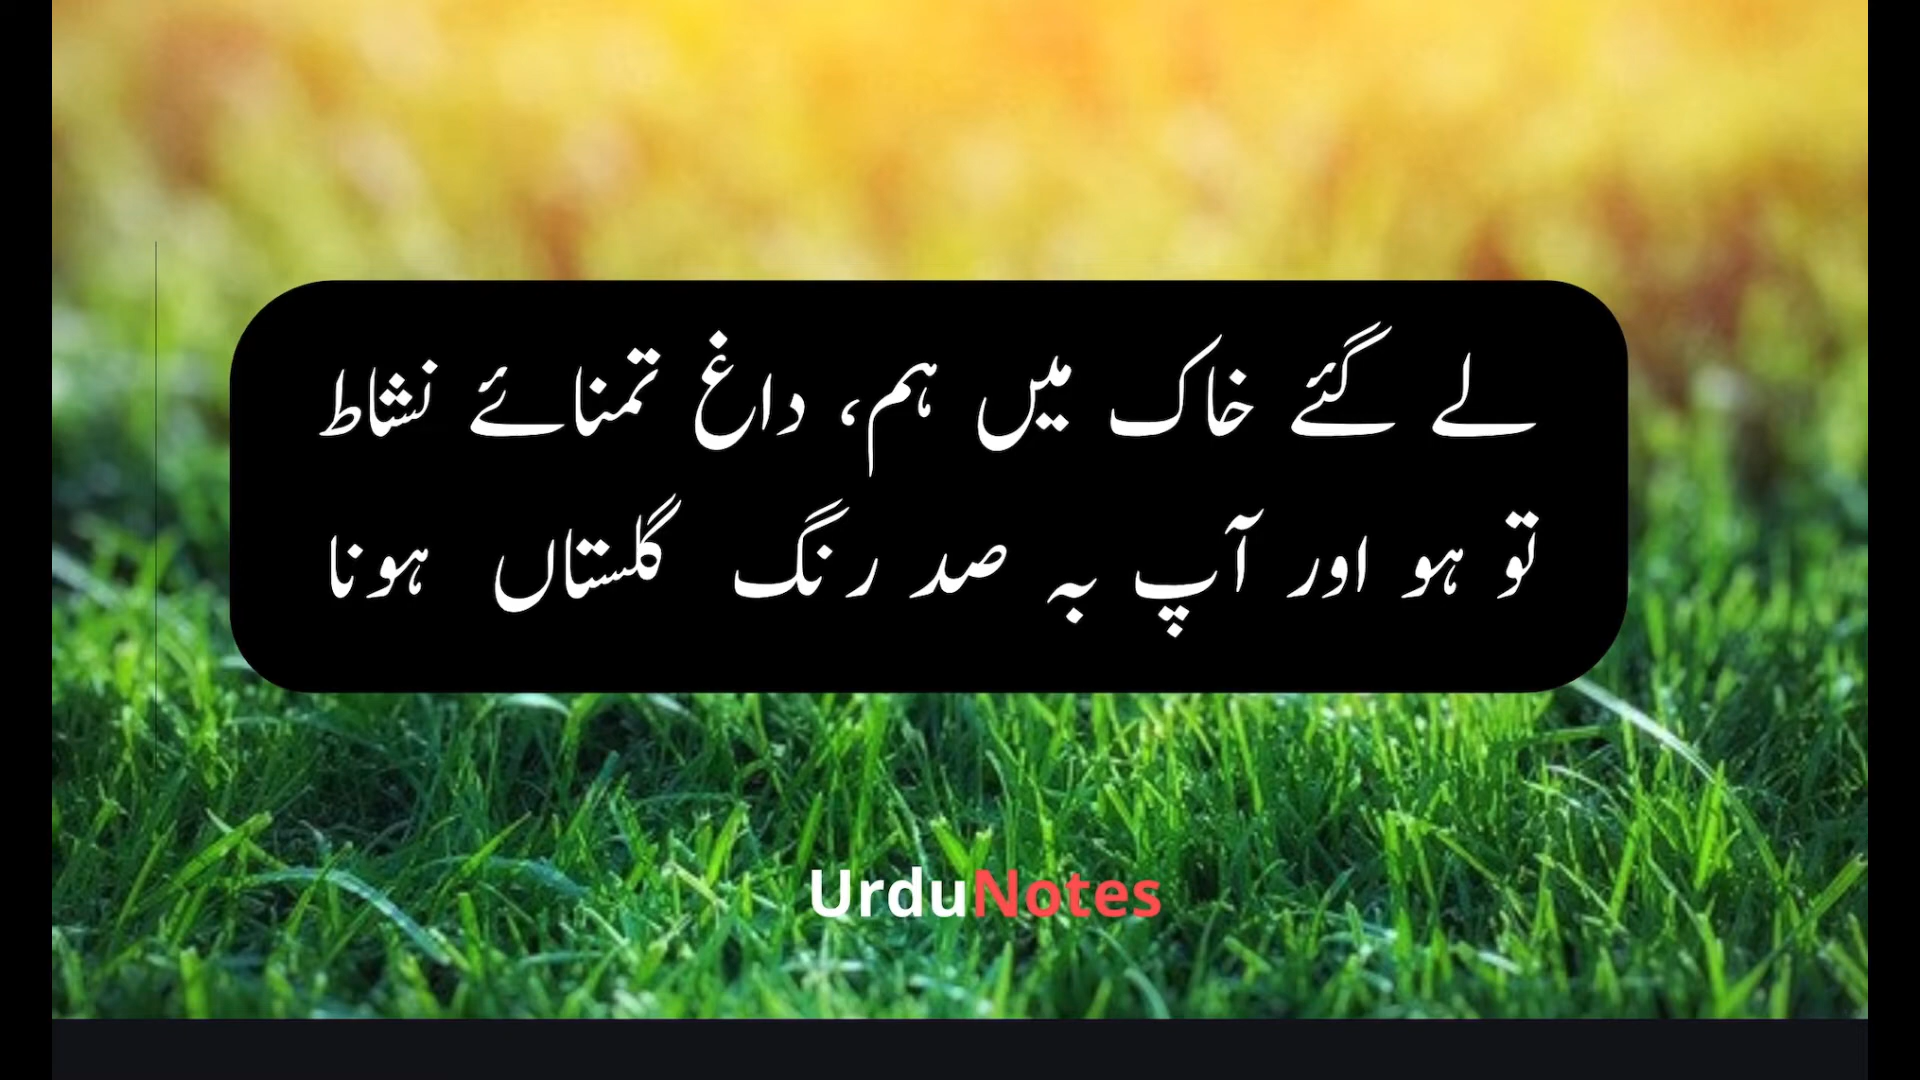 لے گئے خاک میں ہم، داغ تمنائے نشاط
تو ہو اور آپ بہ صد رنگ گلستاں ہونا
UrduNotes